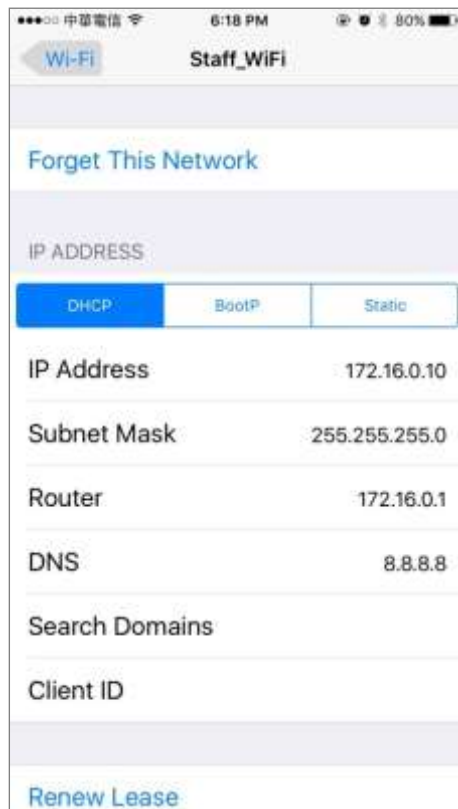 中華電信 6:18 PM 80%
Wi-Fi Staff_WiFi
Forget This Network
IP ADDRESS
DHCP BootP Static
IP Address 172.16.0.10
Subnet Mask 255.255.255.0
Router 172.16.0.1
DNS 8.8.8.8
Search Domains
Client ID
Renew Lease